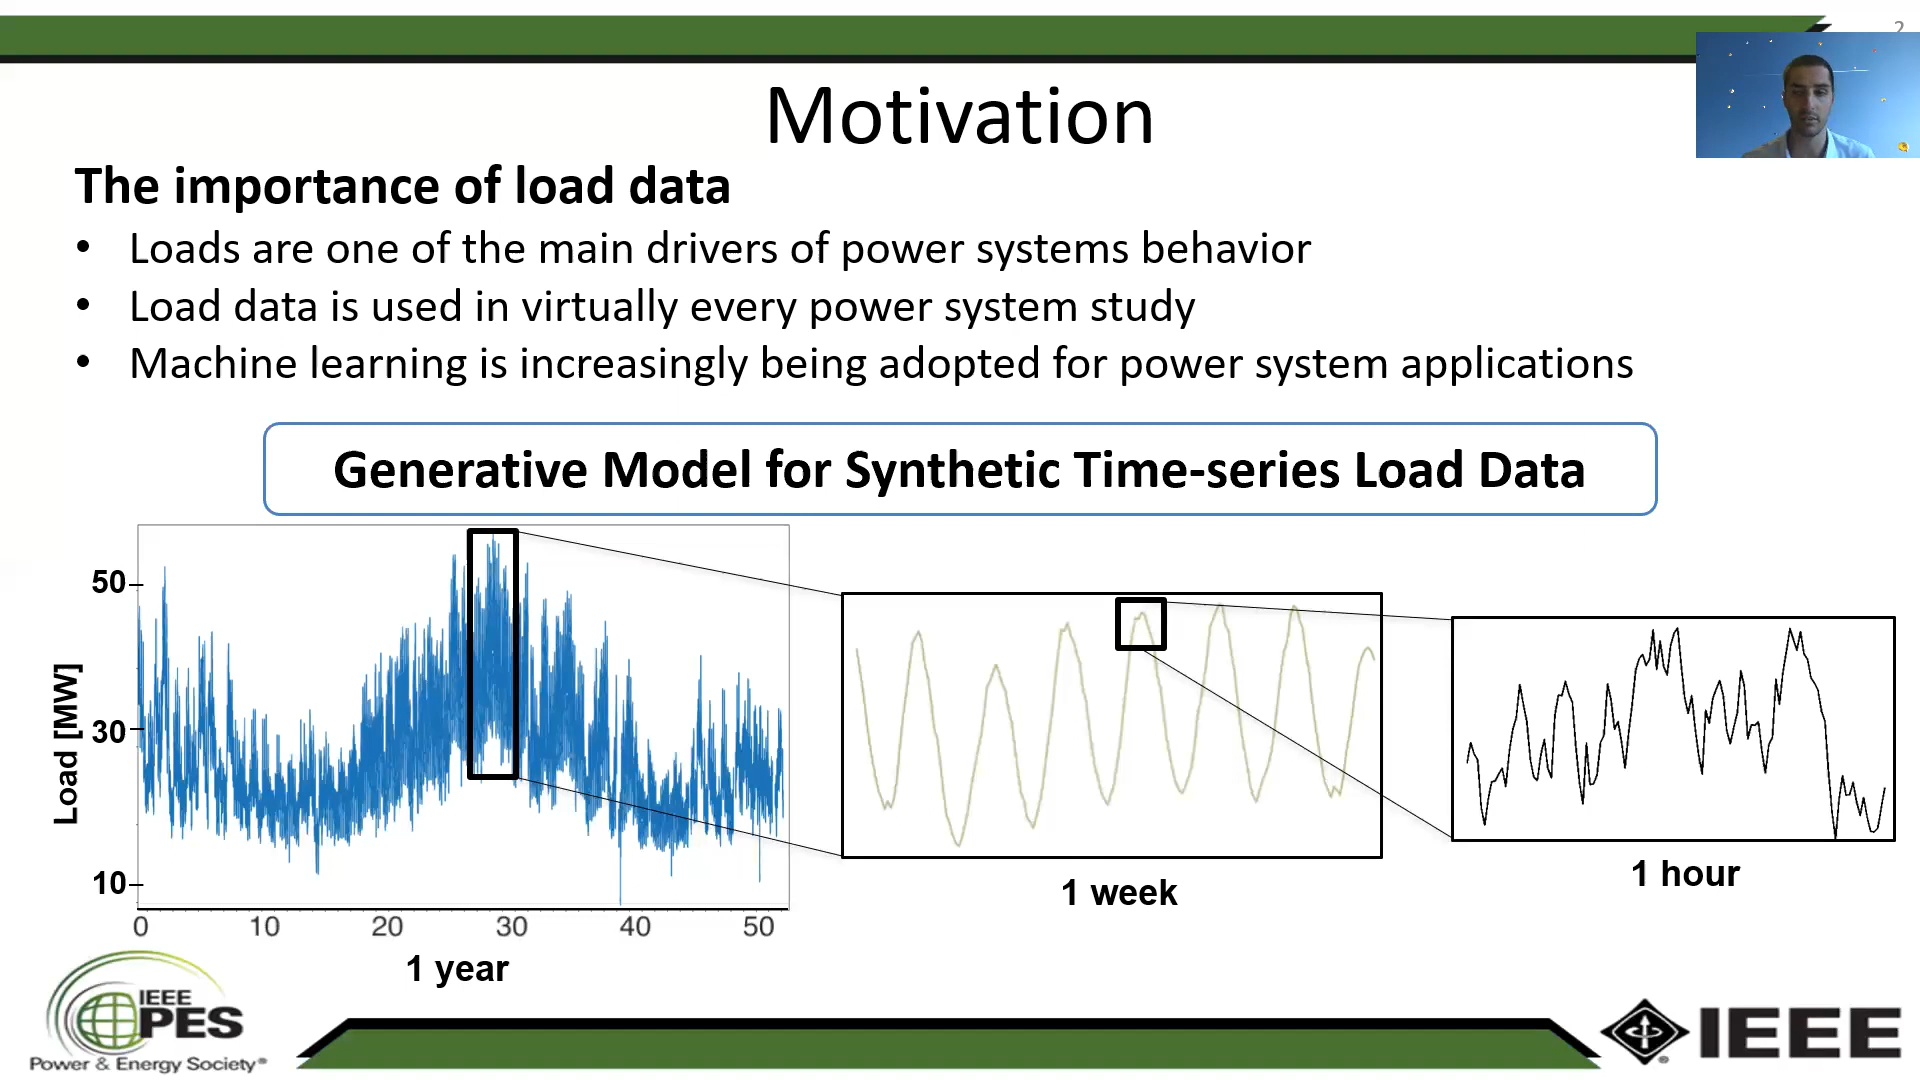 2
Motivation
The importance of load data
• Loads are one of the main drivers of power systems behavior
• Load data is used in virtually every power system study
• Machine learning is increasingly being adopted for power system applications
Generative Model for Synthetic Time-series Load Data
Load [MW]
50
30
10
0 10 20 30 40 50
1 year
1 week
1 hour
IEEE
PES
Power & Energy Society®
IEEE